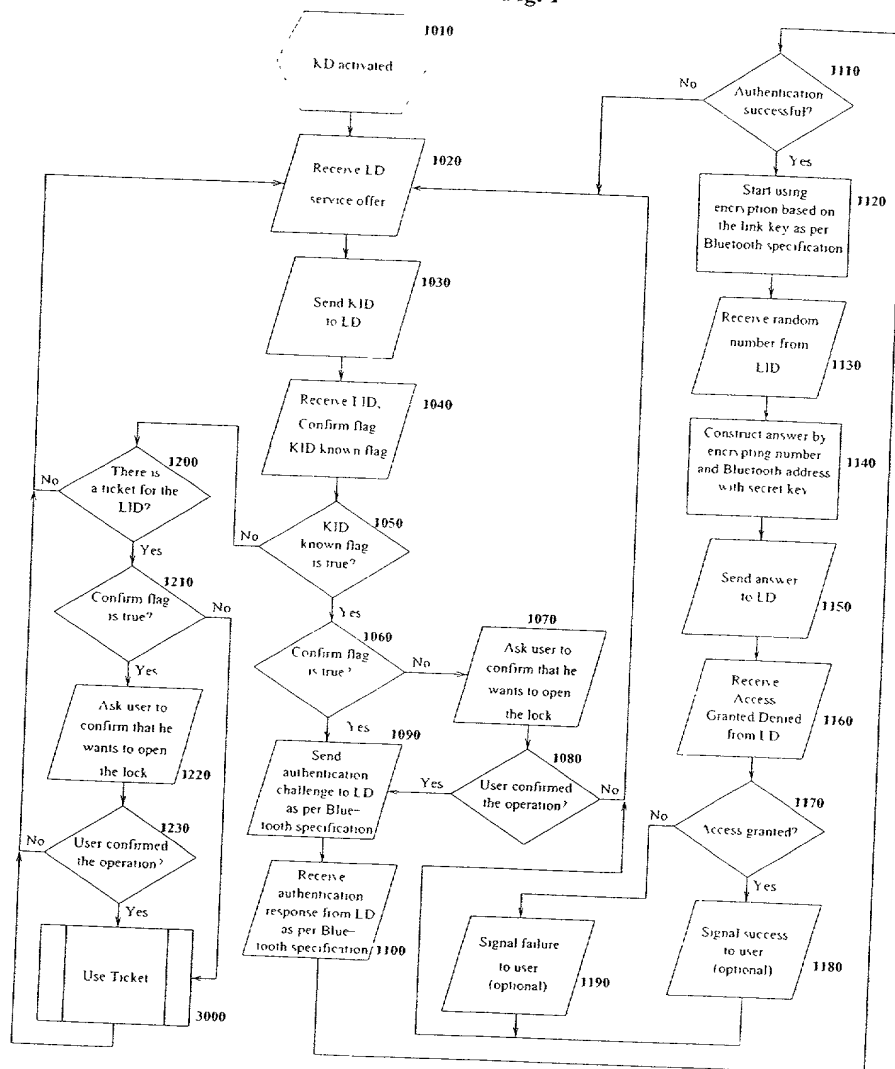 1010
KD activated
1020
Receive LD
service offer
1030
Send KID
to LD
1040
Receive LID,
Confirm flag
KID known flag
1050
KID
known flag
is true?
No
Yes
1060
Confirm flag
is true?
No
Yes
1070
Ask user to
confirm that he
wants to open
the lock
1080
User confirmed
the operation?
Yes
No
1090
Send
authentication
challenge to LD
as per Blue-
tooth specification
Receive
authentication
response from LD
as per Blue-
tooth specification
1100
1200
There is
a ticket for the
LID?
No
Yes
1210
Confirm flag
is true?
No
Yes
Ask user to
confirm that he
wants to open
the lock
1220
1230
User confirmed
the operation?
No
Yes
Use Ticket
3000
1110
Authentication
successful?
No
Yes
Start using
encryption based on
the link key as per
Bluetooth specification
1120
Receive random
number from
LID
1130
Construct answer by
encrypting number
and Bluetooth address
with secret key
1140
Send answer
to LD
1150
Receive
Access
Granted Denied
from LD
1160
1170
Access granted?
No
Yes
Signal success
to user
(optional)
1180
Signal failure
to user
(optional)
1190